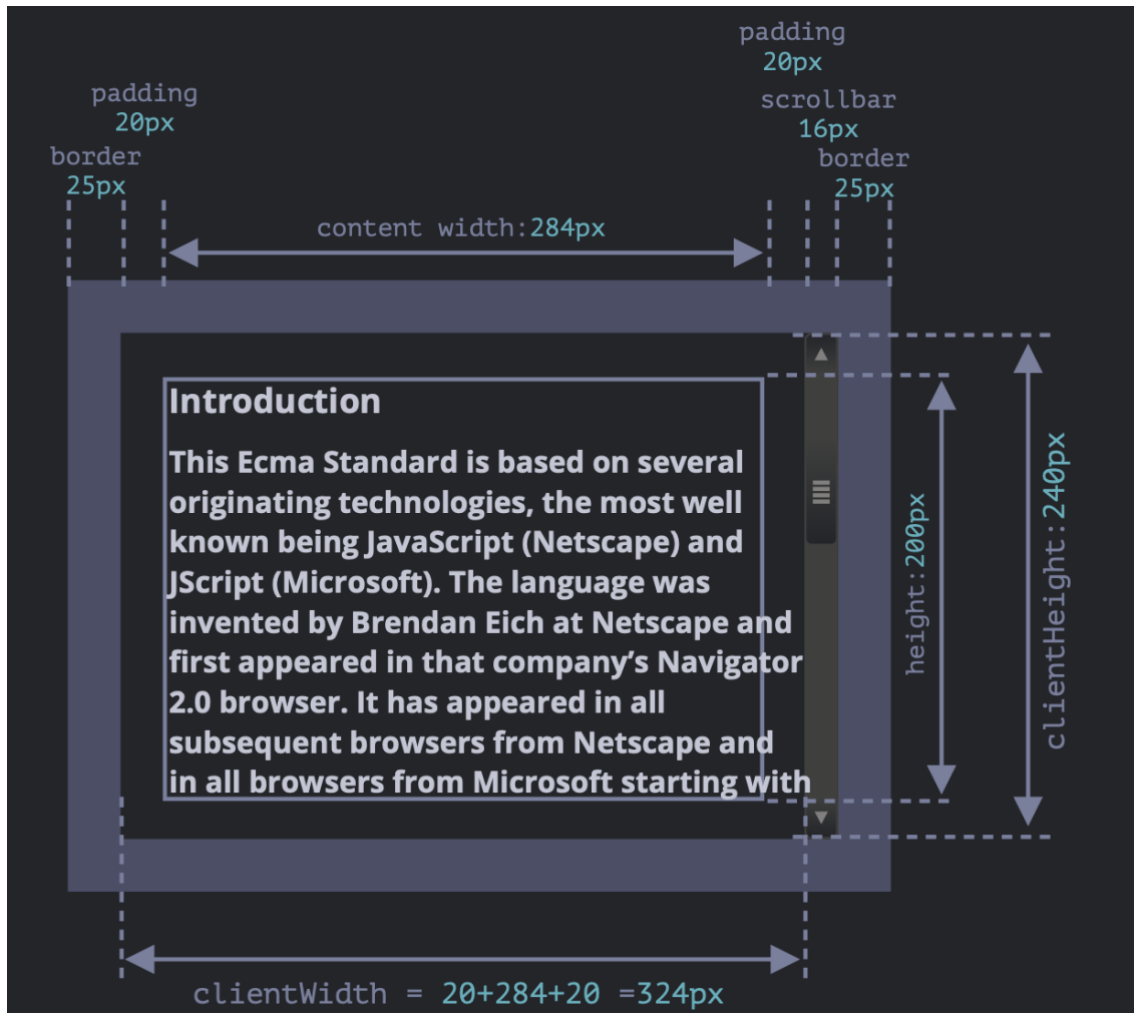 padding
20px
scrollbar
16px
border
25px
padding
20px
border
25px
content width:284px
Introduction
This Ecma Standard is based on several
originating technologies, the most well
known being JavaScript (Netscape) and
JScript (Microsoft). The language was
invented by Brendan Eich at Netscape and
first appeared in that company’s Navigator
2.0 browser. It has appeared in all
subsequent browsers from Netscape and
in all browsers from Microsoft starting with
height:200px
clientHeight:240px
clientWidth = 20+284+20 =324px